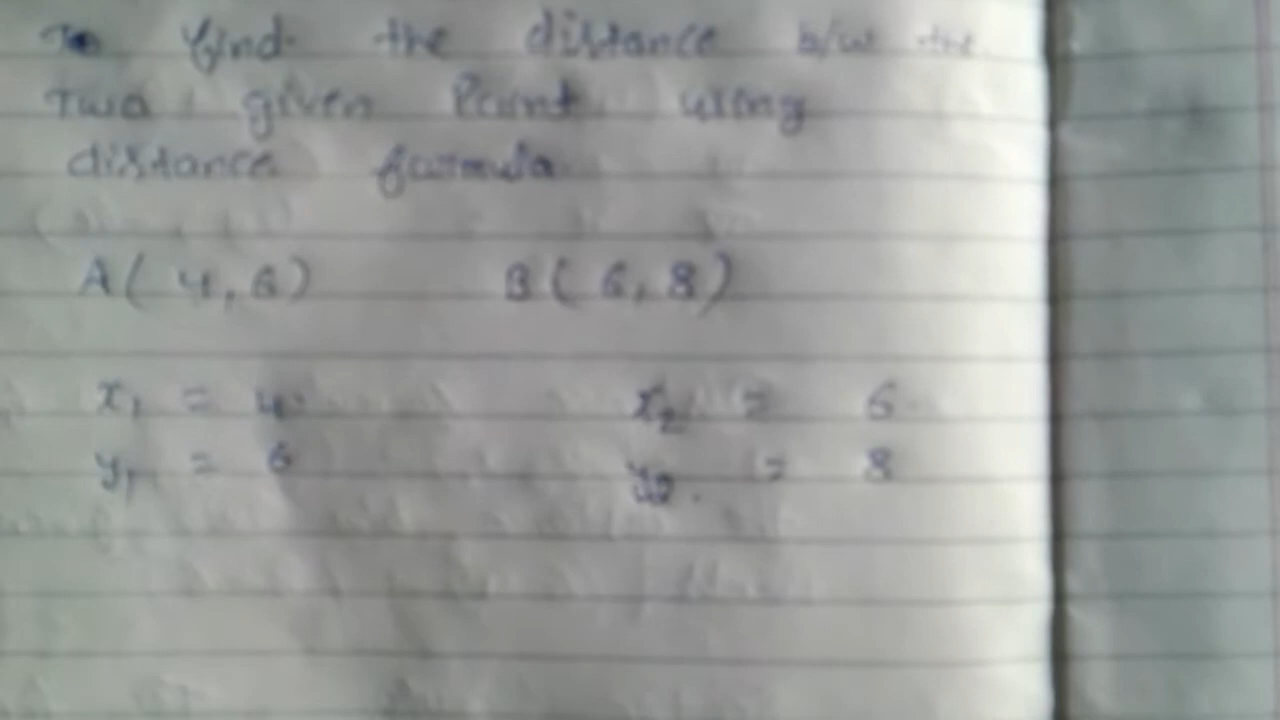 To find the distance b/w the
Two given Point using
distance formula
A( 4, 6) B( 6, 8)
x1 = 4 x2 = 6
y1 = 6 y2 = 8